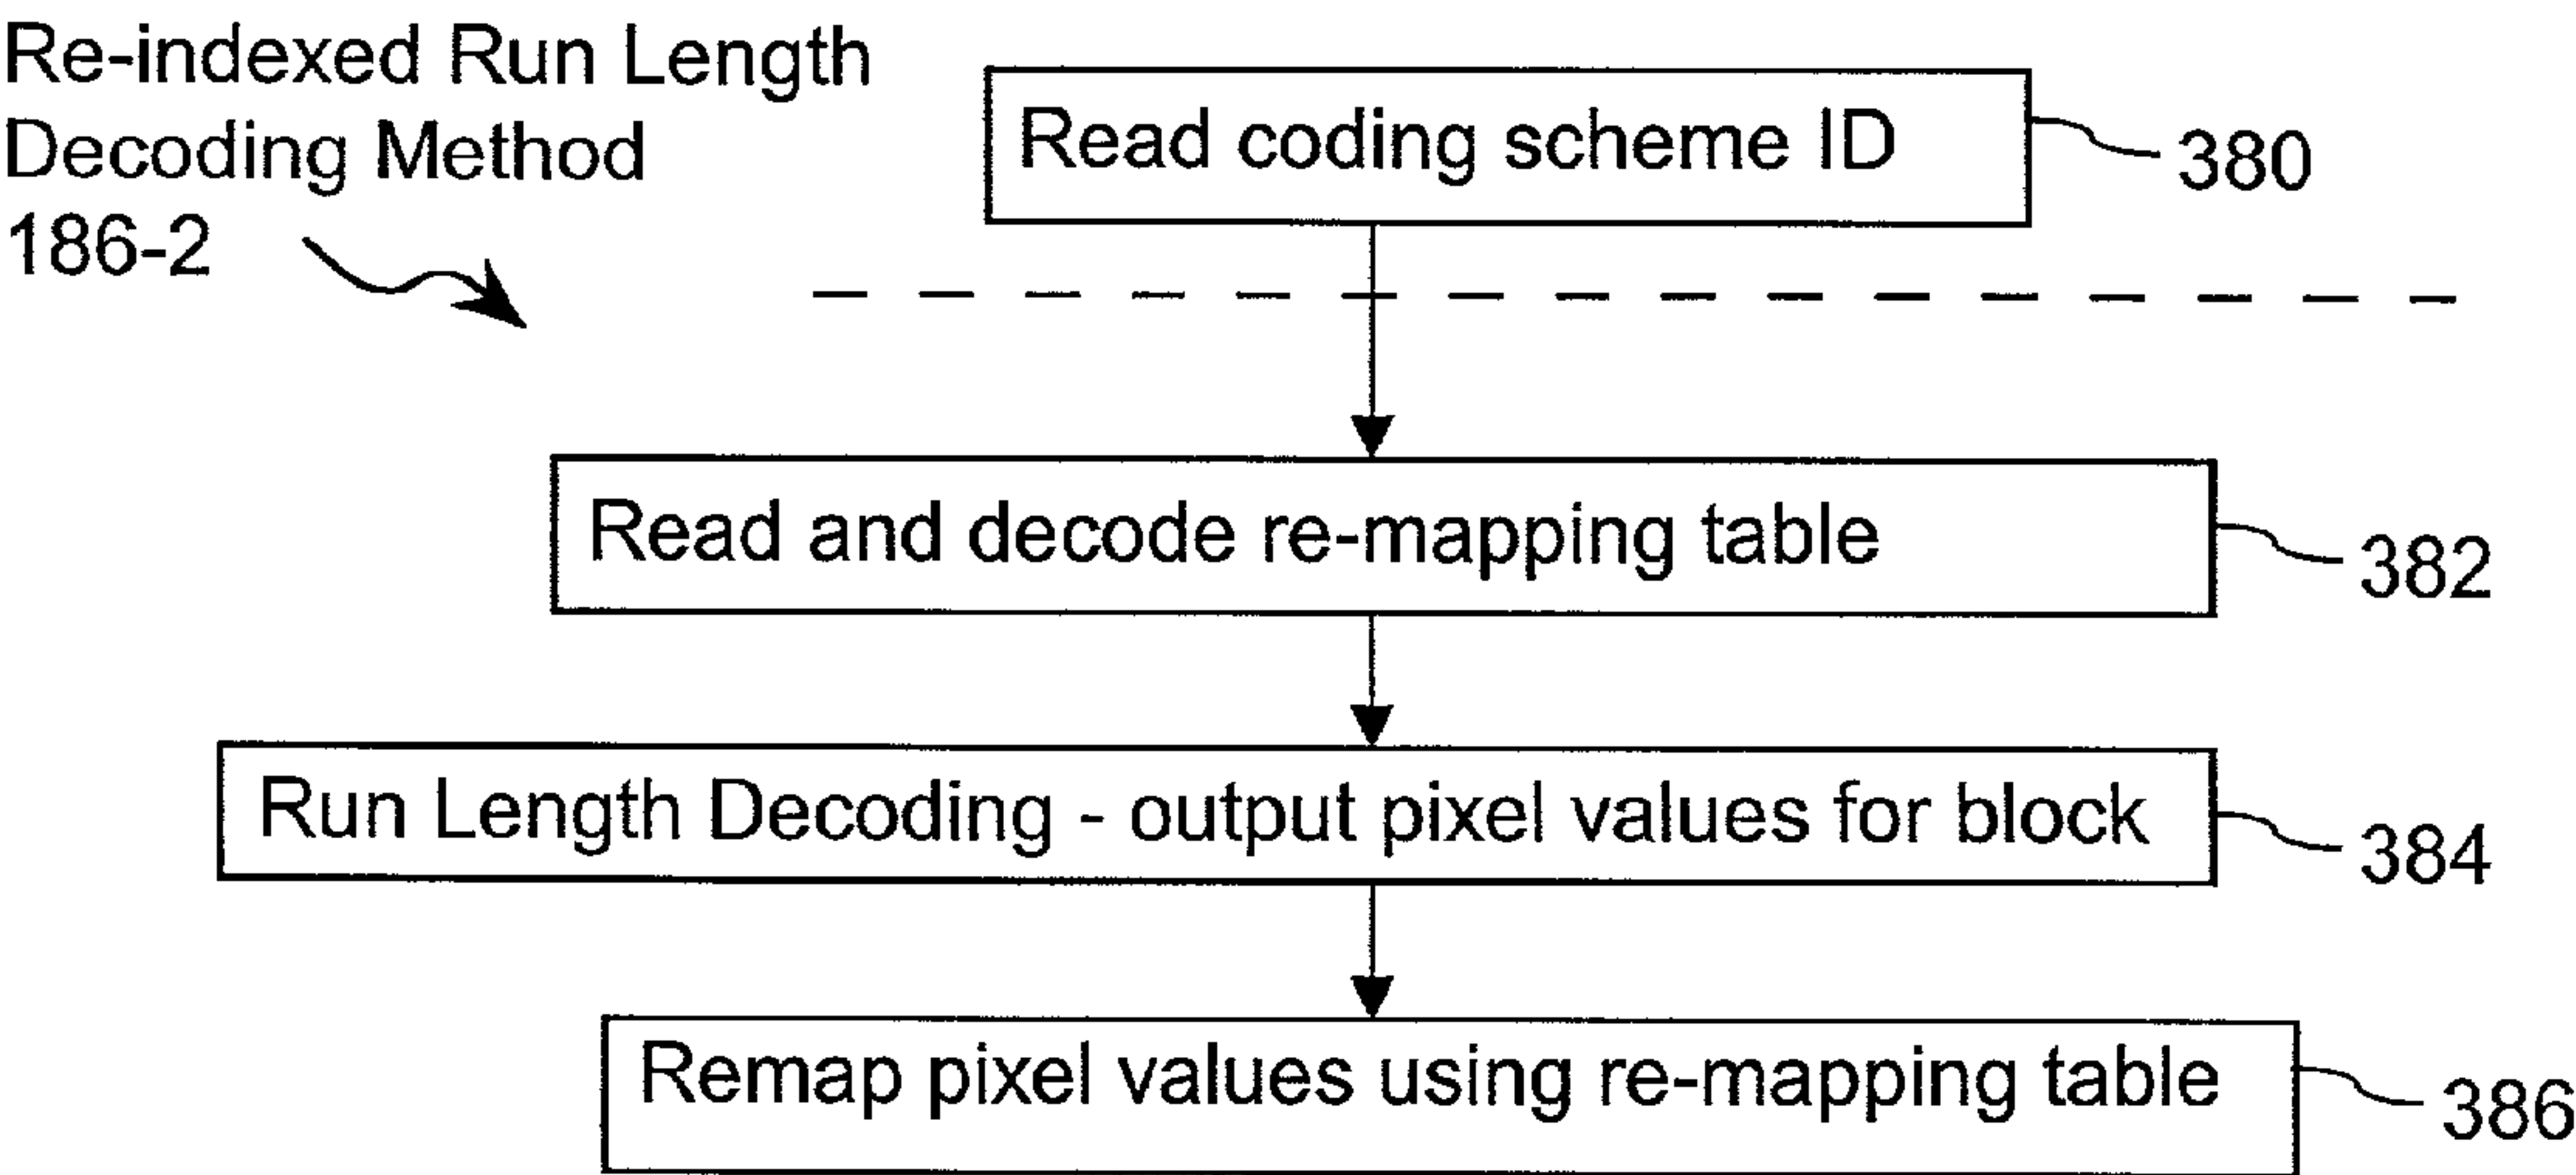 Re-indexed Run Length
Decoding Method
186-2
Read coding scheme ID
380
Read and decode re-mapping table
382
Run Length Decoding - output pixel values for block
384
Remap pixel values using re-mapping table
386